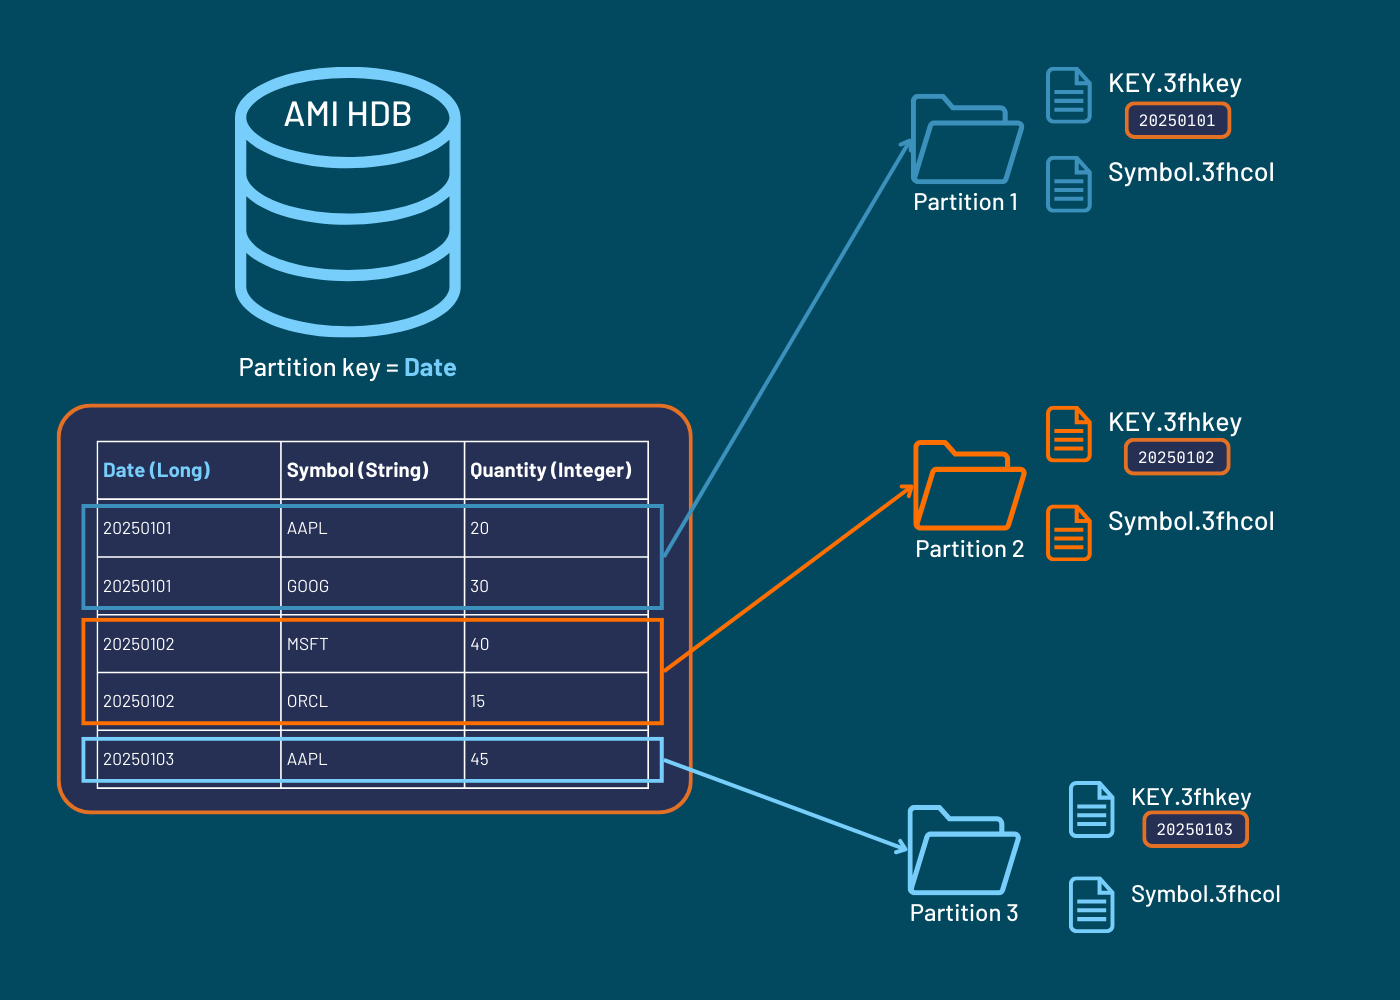 AMI HDB
Partition key = Date
Date (Long) Symbol (String) Quantity (Integer)
20250101 AAPL 20
20250101 GOOG 30
20250102 MSFT 40
20250102 ORCL 15
20250103 AAPL 45
Partition 1
KEY.3fhkey
20250101
Symbol.3fhcol
Partition 2
KEY.3fhkey
20250102
Symbol.3fhcol
Partition 3
KEY.3fhkey
20250103
Symbol.3fhcol